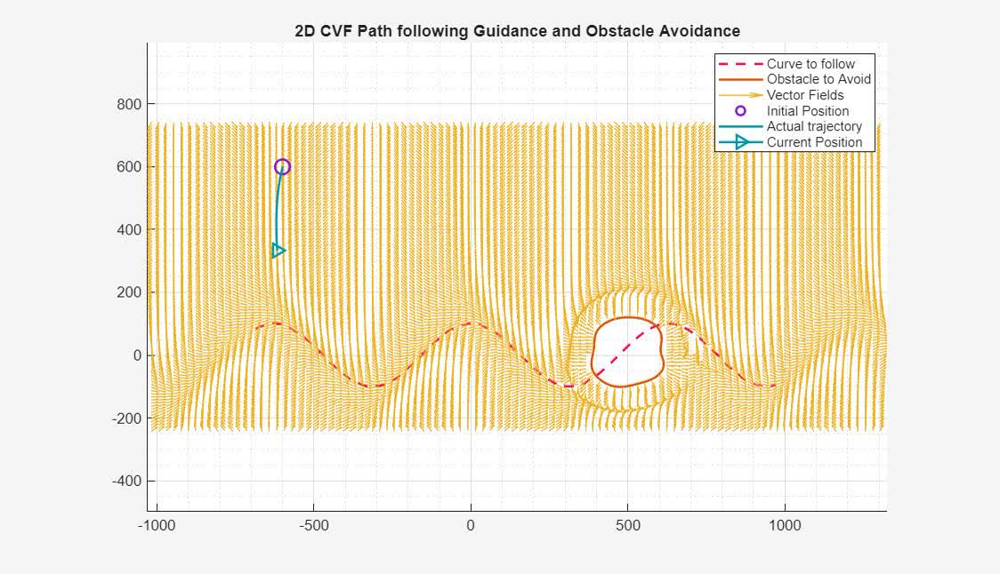 2D CVF Path following Guidance and Obstacle Avoidance
Curve to follow
Obstacle to Avoid
Vector Fields
Initial Position
Actual trajectory
Current Position
800
600
400
200
0
-200
-400
-1000 -500 0 500 1000